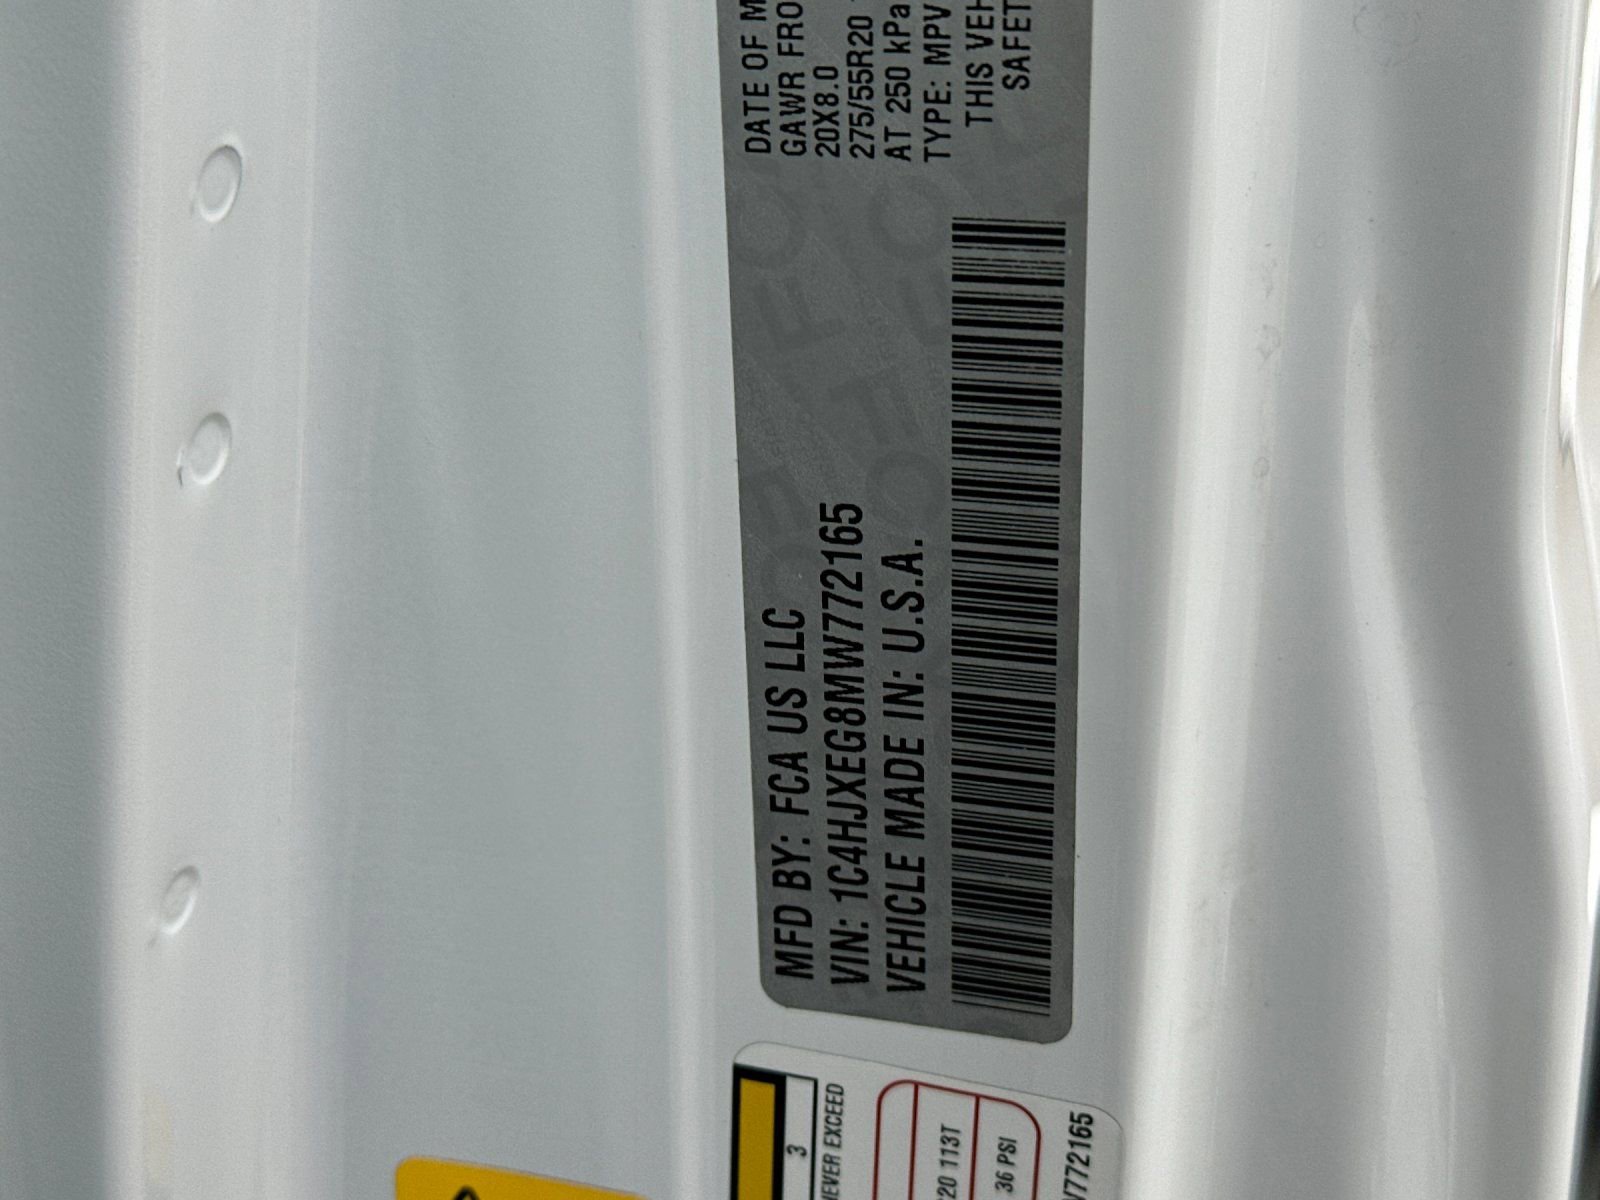 MFD BY: FCA US LLC
VIN: 1C4HJXEG8MW772165
VEHICLE MADE IN: U.S.A.
DATE OF M
GAWR FRO
20X8.0
275/55R20
AT 250 kPa
TYPE: MPV
THIS VEH
SAFET
3
NEVER EXCEED
20 113T
36 PSI
W772165